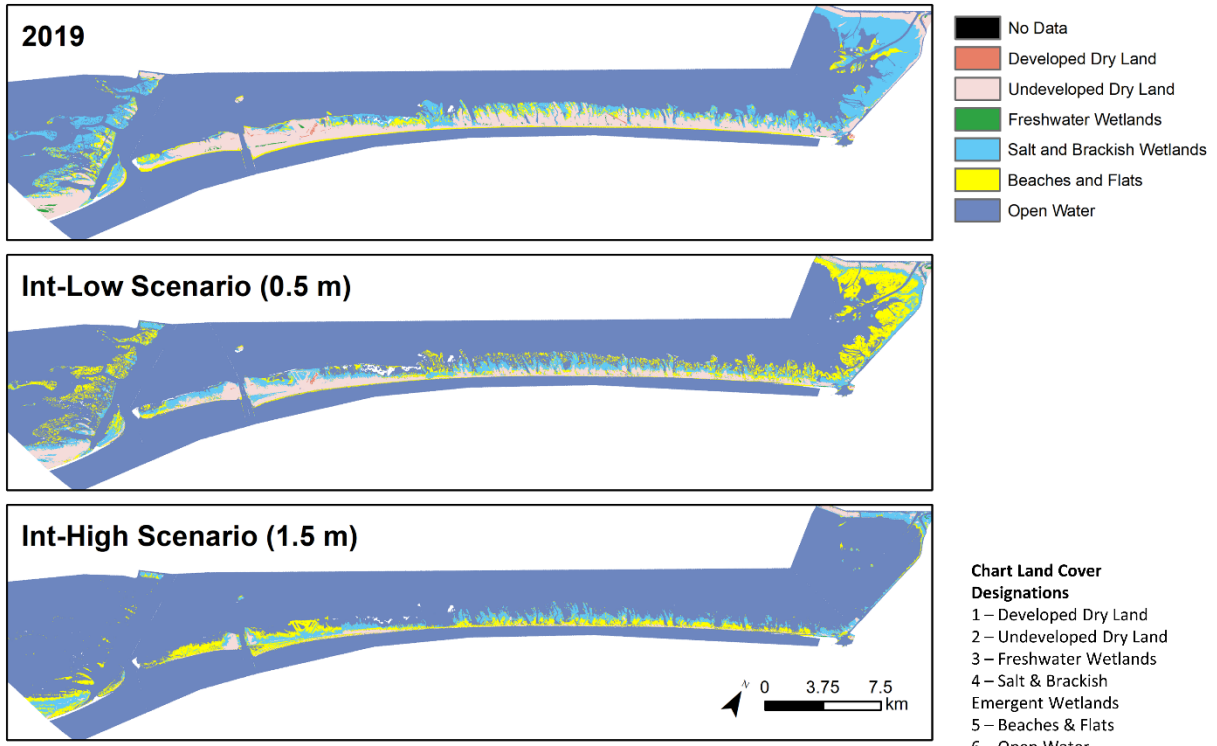 2019
No Data
Developed Dry Land
Undeveloped Dry Land
Freshwater Wetlands
Salt and Brackish Wetlands
Beaches and Flats
Open Water
Int-Low Scenario (0.5 m)
Int-High Scenario (1.5 m)
N
0 3.75 7.5
km
Chart Land Cover
Designations
1 – Developed Dry Land
2 – Undeveloped Dry Land
3 – Freshwater Wetlands
4 – Salt & Brackish
Emergent Wetlands
5 – Beaches & Flats
6 – Open Water